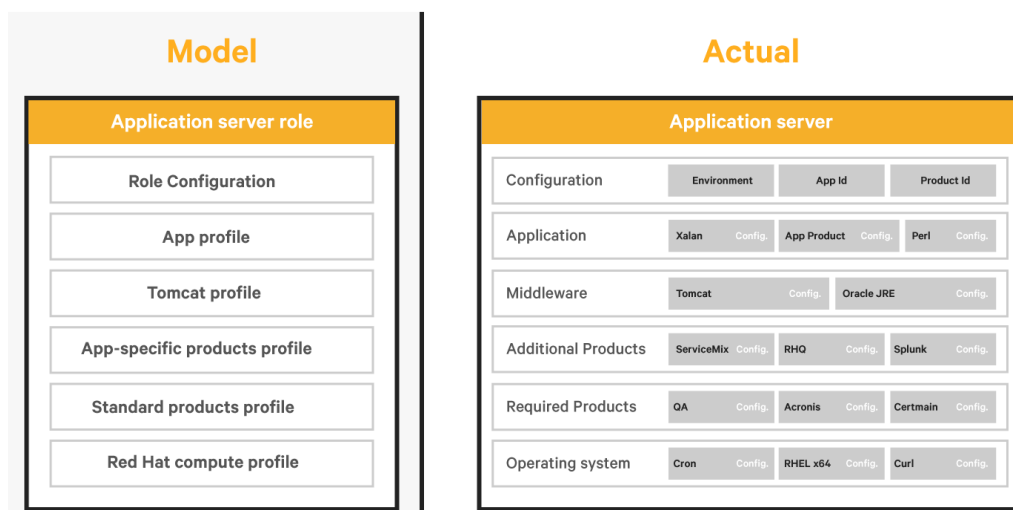 Model
Application server role
Role Configuration
App profile
Tomcat profile
App-specific products profile
Standard products profile
Red Hat compute profile
Actual
Application server
Configuration Environment App Id Product Id
Application Xalan Config. App Product Config. Perl Config.
Middleware Tomcat Config. Oracle JRE Config.
Additional Products ServiceMix Config. RHQ Config. Splunk Config.
Required Products QA Config. Acronis Config. Certmain Config.
Operating system Cron Config. RHEL x64 Config. Curl Config.